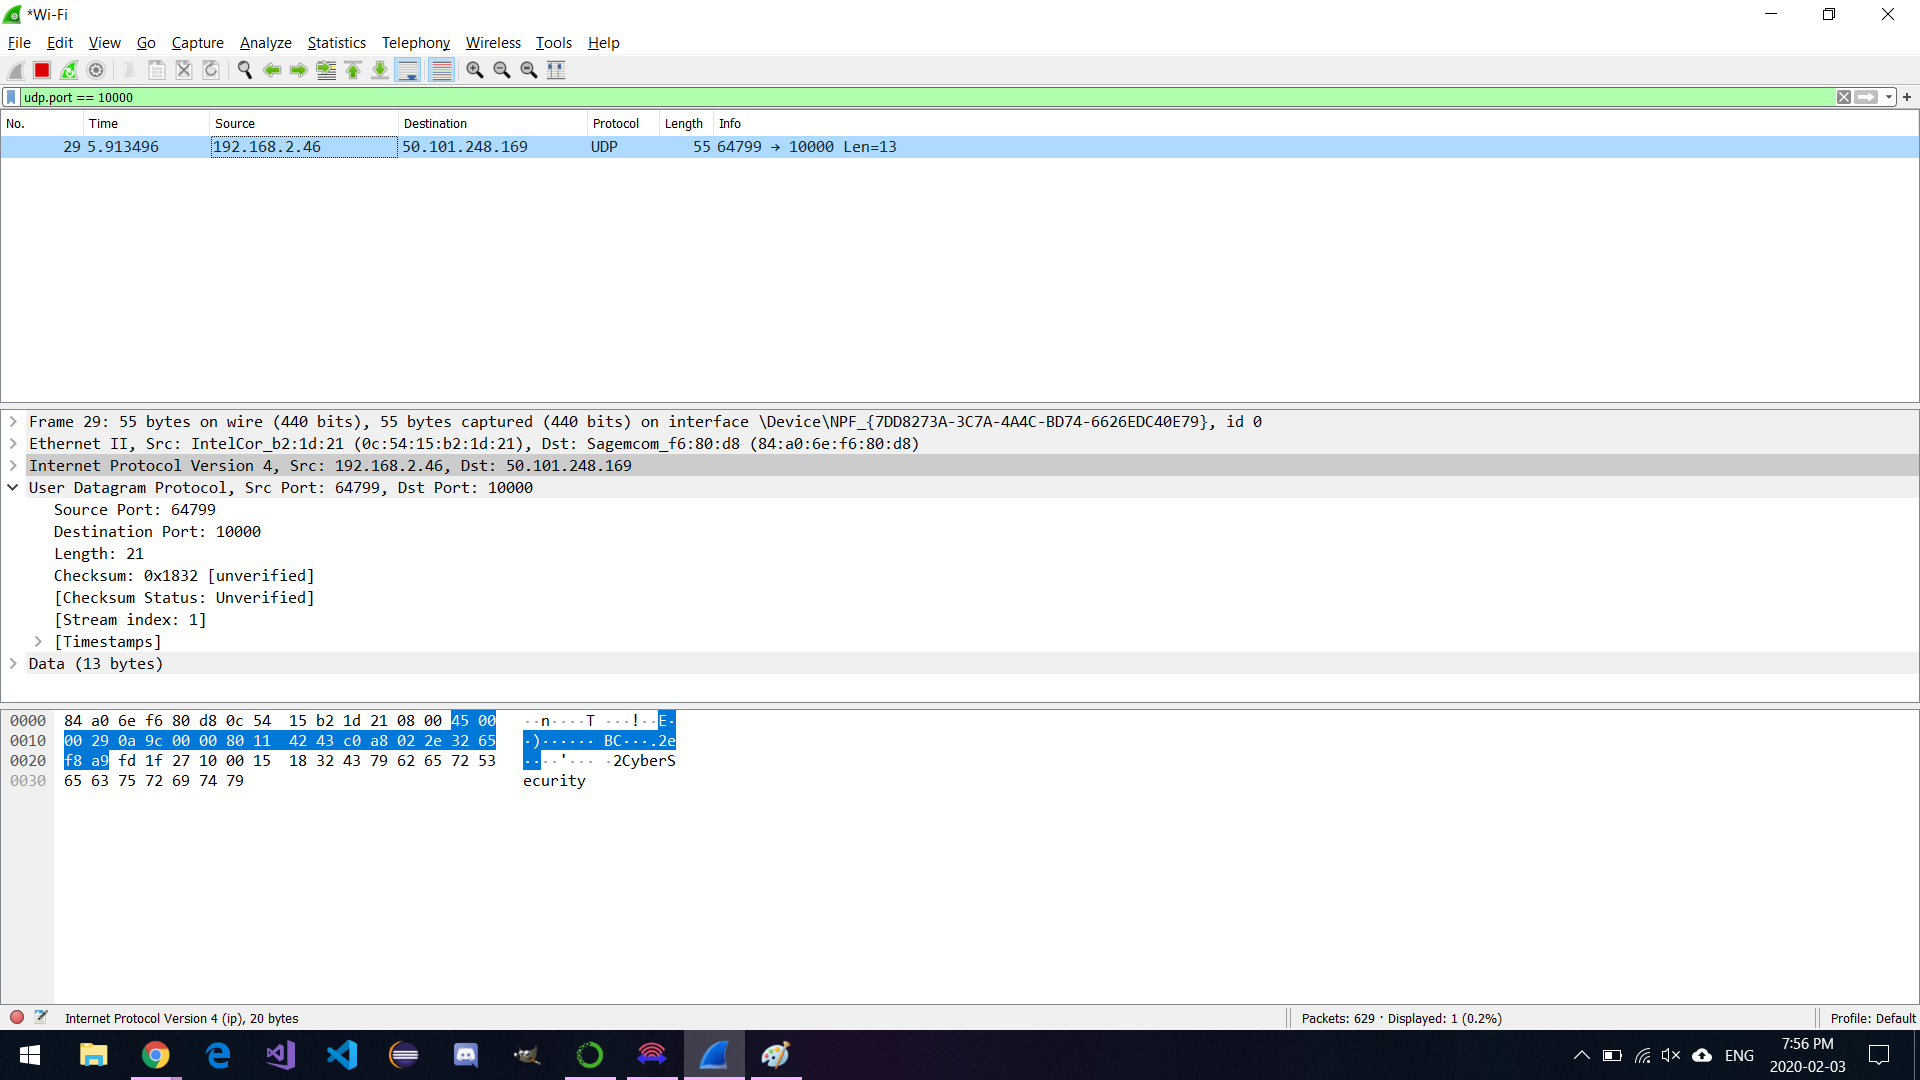 *Wi-Fi
File Edit View Go Capture Analyze Statistics Telephony Wireless Tools Help
udp.port == 10000
No. Time Source Destination Protocol Length Info
29 5.913496 192.168.2.46 50.101.248.169 UDP 55 64799 → 10000 Len=13
Frame 29: 55 bytes on wire (440 bits), 55 bytes captured (440 bits) on interface \Device\NPF_{7DD8273A-3C7A-4A4C-BD74-6626EDC40E79}, id 0
Ethernet II, Src: IntelCor_b2:1d:21 (0c:54:15:b2:1d:21), Dst: Sagemcom_f6:80:d8 (84:a0:6e:f6:80:d8)
Internet Protocol Version 4, Src: 192.168.2.46, Dst: 50.101.248.169
User Datagram Protocol, Src Port: 64799, Dst Port: 10000
Source Port: 64799
Destination Port: 10000
Length: 21
Checksum: 0x1832 [unverified]
[Checksum Status: Unverified]
[Stream index: 1]
[Timestamps]
Data (13 bytes)
0000 84 a0 6e f6 80 d8 0c 54 15 b2 1d 21 08 00 45 00 ··n····T ···!··E·
0010 00 29 0a 9c 00 00 80 11 42 43 c0 a8 02 2e 32 65 ·)······ BC···.2e
0020 f8 a9 fd 1f 27 10 00 15 18 32 43 79 62 65 72 53 ····'··· ·2CyberS
0030 65 63 75 72 69 74 79 ecurity
Internet Protocol Version 4 (ip), 20 bytes Packets: 629 · Displayed: 1 (0.2%) Profile: Default
ENG 7:56 PM
2020-02-03